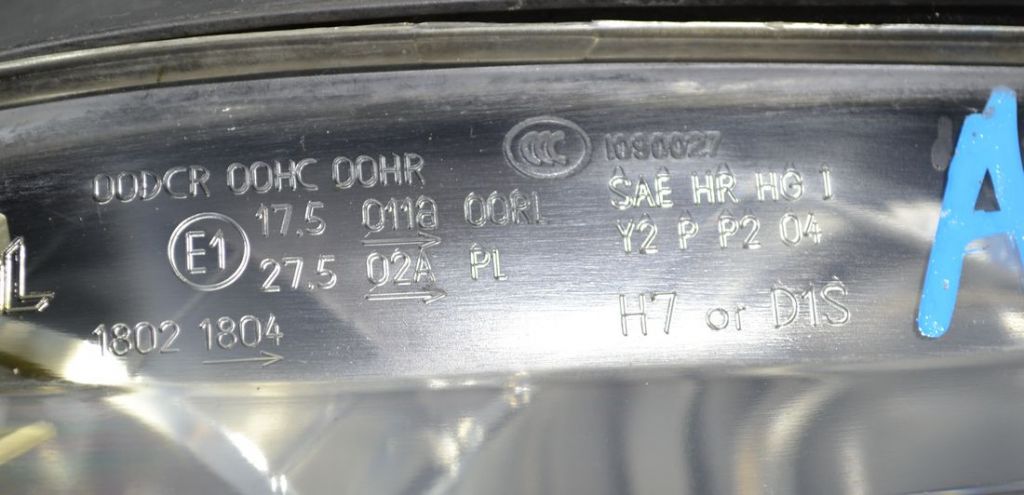 CCC 1090027
00DCR 00HC 00HR
SAE HR HG I
17.5 011a 00RL
Y2 P P2 04
E1
27.5 02A PL
H7 or D1S
1802 1804
L
A